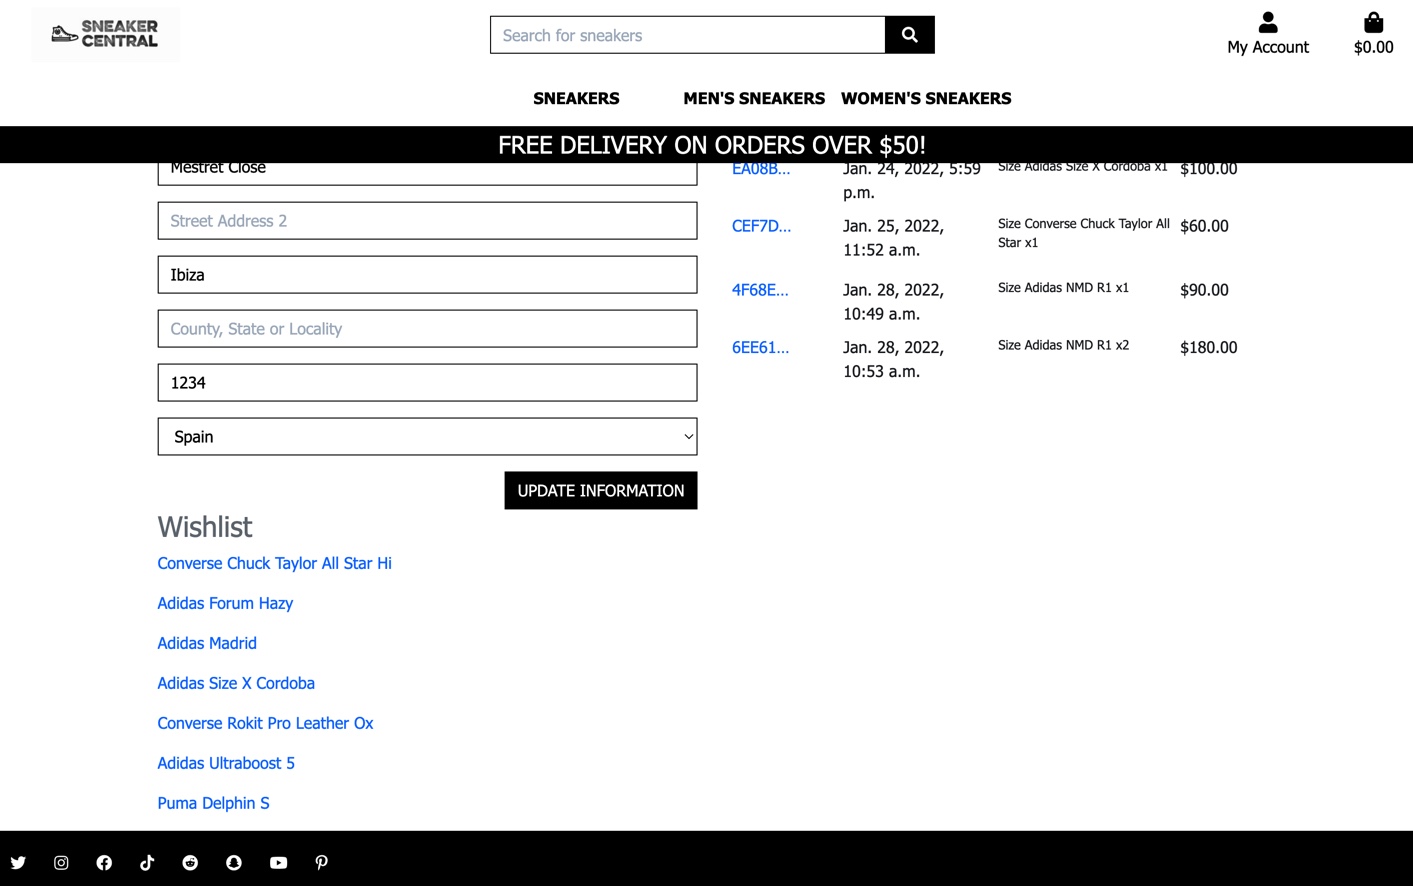 SNEAKER
CENTRAL
Search for sneakers
My Account
$0.00
SNEAKERS
MEN'S SNEAKERS
WOMEN'S SNEAKERS
FREE DELIVERY ON ORDERS OVER $50!
Mestret Close
Street Address 2
Ibiza
County, State or Locality
1234
Spain
UPDATE INFORMATION
EA08B...
Jan. 24, 2022, 5:59
p.m.
Size Adidas Size X Cordoba x1
$100.00
CEF7D...
Jan. 25, 2022,
11:52 a.m.
Size Converse Chuck Taylor All
Star x1
$60.00
4F68E...
Jan. 28, 2022,
10:49 a.m.
Size Adidas NMD R1 x1
$90.00
6EE61...
Jan. 28, 2022,
10:53 a.m.
Size Adidas NMD R1 x2
$180.00
Wishlist
Converse Chuck Taylor All Star Hi
Adidas Forum Hazy
Adidas Madrid
Adidas Size X Cordoba
Converse Rokit Pro Leather Ox
Adidas Ultraboost 5
Puma Delphin S